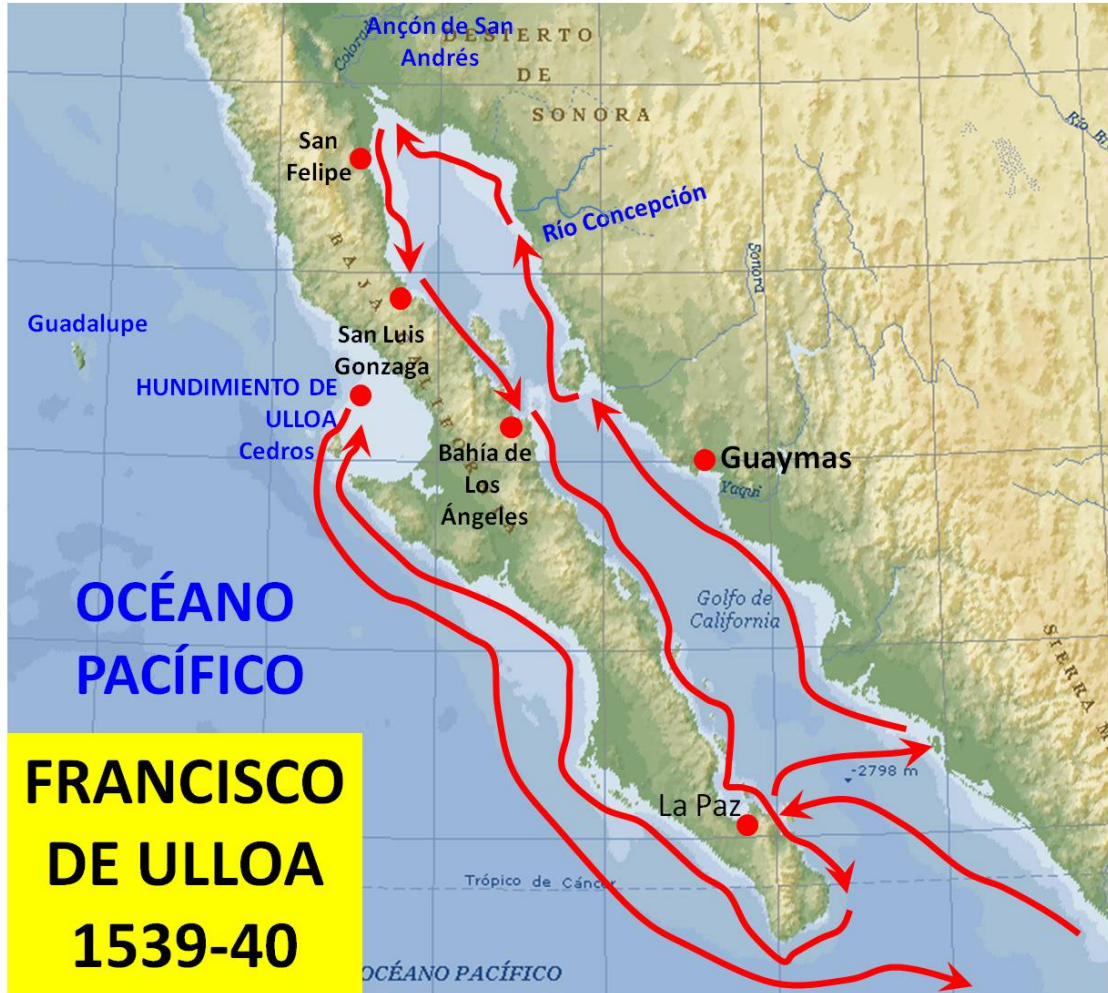 Ançón de San
Andrés
Colorado
DESIERTO
DE
SONORA
San
Felipe
Río Concepción
BAJA CALIFORNIA
Sonora
Guadalupe
San Luis
Gonzaga
HUNDIMIENTO DE
ULLOA
Cedros
Bahía de
Los
Ángeles
Guaymas
Yaqui
OCÉANO
PACÍFICO
Golfo de
California
SIERRA
-2798 m
La Paz
Trópico de Cáncer
FRANCISCO
DE ULLOA
1539-40
OCÉANO PACÍFICO